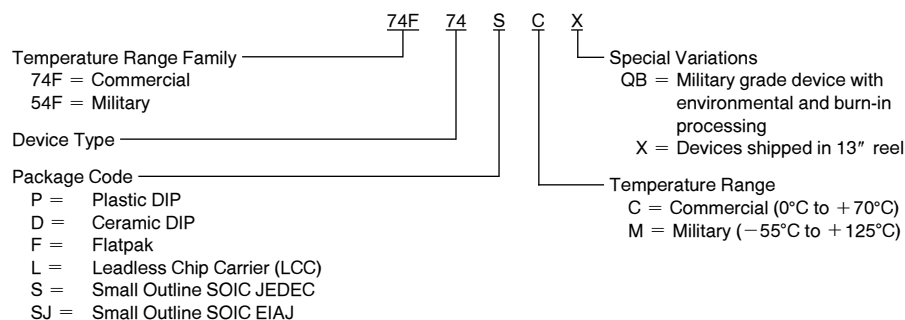 74F 74 S C X
Temperature Range Family
74F = Commercial
54F = Military
Device Type
Package Code
P = Plastic DIP
D = Ceramic DIP
F = Flatpak
L = Leadless Chip Carrier (LCC)
S = Small Outline SOIC JEDEC
SJ = Small Outline SOIC EIAJ
Special Variations
QB = Military grade device with
environmental and burn-in
processing
X = Devices shipped in 13″ reel
Temperature Range
C = Commercial (0°C to +70°C)
M = Military (−55°C to +125°C)